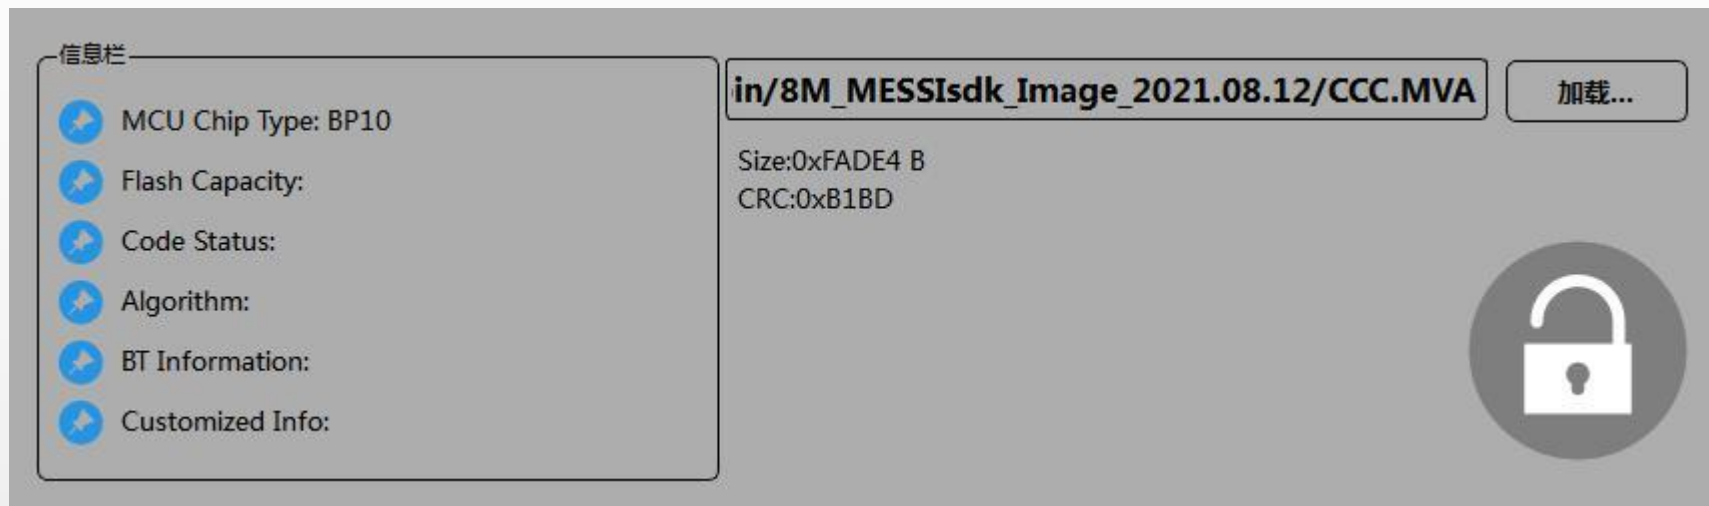 信息栏
MCU Chip Type: BP10
Flash Capacity:
Code Status:
Algorithm:
BT Information:
Customized Info:
in/8M_MESSIsdk_Image_2021.08.12/CCC.MVA
加载...
Size:0xFADE4 B
CRC:0xB1BD